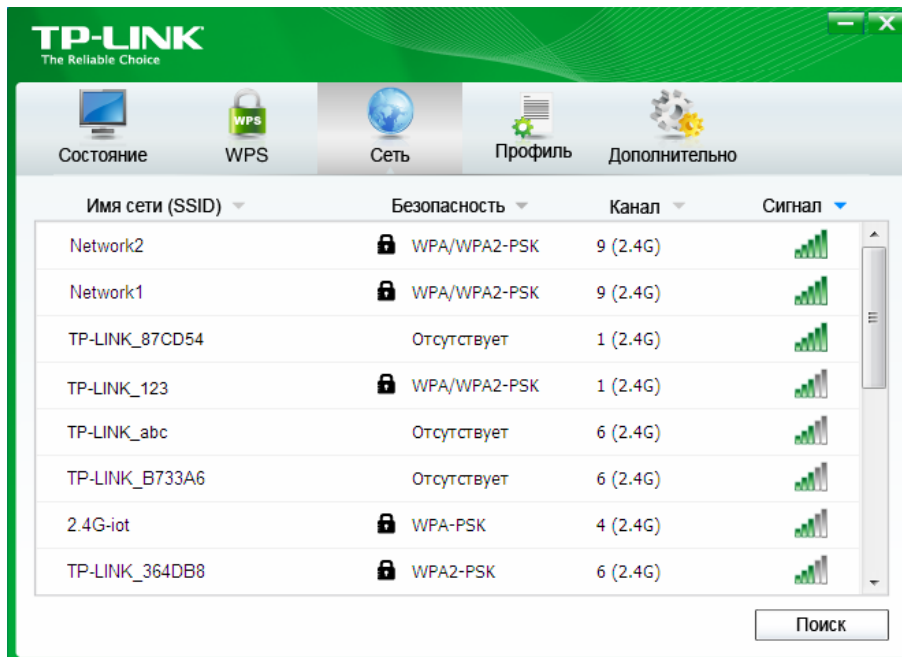 TP-LINK
The Reliable Choice
WPS
Состояние WPS Сеть Профиль Дополнительно
Имя сети (SSID) Безопасность Канал Сигнал
Network2 WPA/WPA2-PSK 9 (2.4G)
Network1 WPA/WPA2-PSK 9 (2.4G)
TP-LINK_87CD54 Отсутствует 1 (2.4G)
TP-LINK_123 WPA/WPA2-PSK 1 (2.4G)
TP-LINK_abc Отсутствует 6 (2.4G)
TP-LINK_B733A6 Отсутствует 6 (2.4G)
2.4G-iot WPA-PSK 4 (2.4G)
TP-LINK_364DB8 WPA2-PSK 6 (2.4G)
Поиск